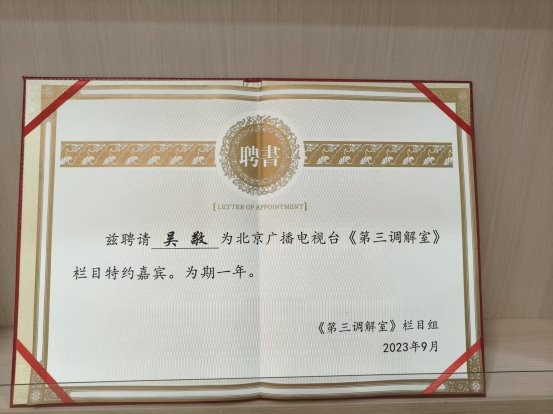 聘書
[LETTER OF APPOINTMENT]
兹聘请 吴敬 为北京广播电视台《第三调解室》
栏目特约嘉宾。为期一年。
《第三调解室》栏目组
2023年9月